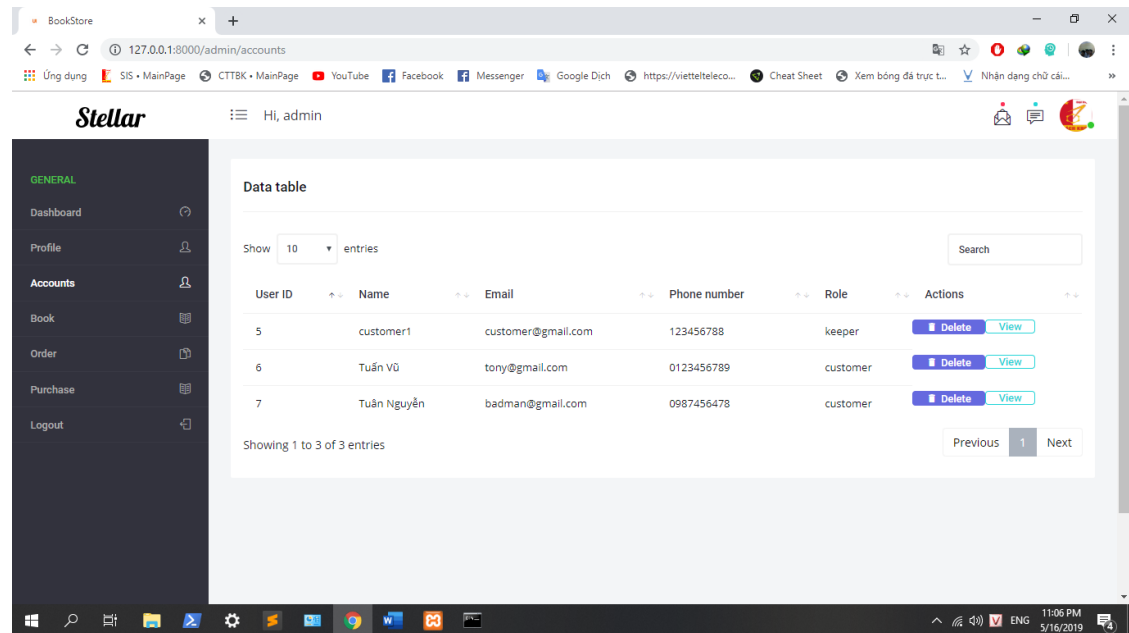 BookStore
127.0.0.1:8000/admin/accounts
Ứng dụng SIS • MainPage CTTBK • MainPage YouTube Facebook Messenger Google Dịch https://viettelteleco... Cheat Sheet Xem bóng đá trực t... Nhận dạng chữ cái... »
Stellar Hi, admin
GENERAL
Dashboard
Profile
Accounts
Book
Order
Purchase
Logout
Data table
Show 10 entries Search
User ID Name Email Phone number Role Actions
5 customer1 customer@gmail.com 123456788 keeper Delete View
6 Tuấn Vũ tony@gmail.com 0123456789 customer Delete View
7 Tuân Nguyễn badman@gmail.com 0987456478 customer Delete View
Showing 1 to 3 of 3 entries Previous 1 Next
ENG 11:06 PM
5/16/2019